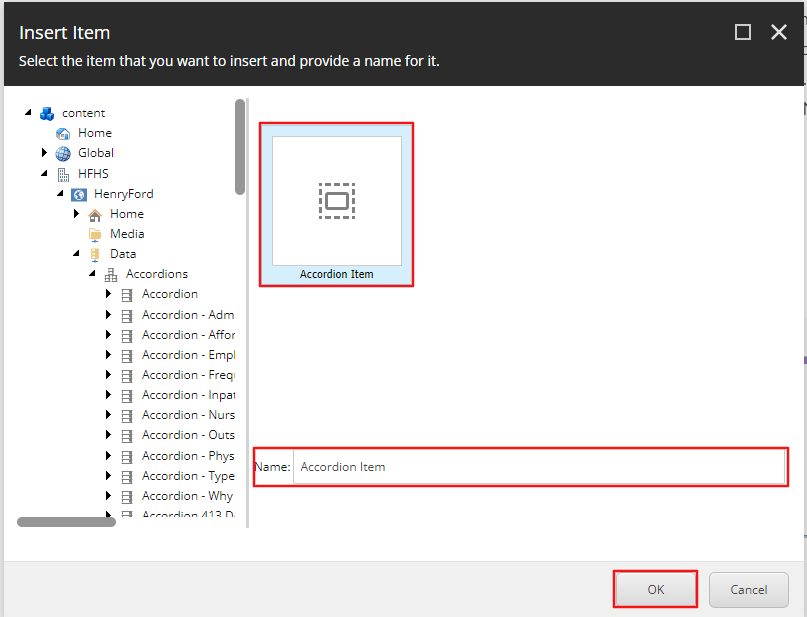 Insert Item
Select the item that you want to insert and provide a name for it.
content
Home
Global
HFHS
HenryFord
Home
Media
Data
Accordions
Accordion
Accordion - Adm
Accordion - Affor
Accordion - Empl
Accordion - Frequ
Accordion - Inpat
Accordion - Nurs
Accordion - Outs
Accordion - Phys
Accordion - Type
Accordion - Why
Accordion 413 D
Accordion Item
Name: Accordion Item
OK
Cancel